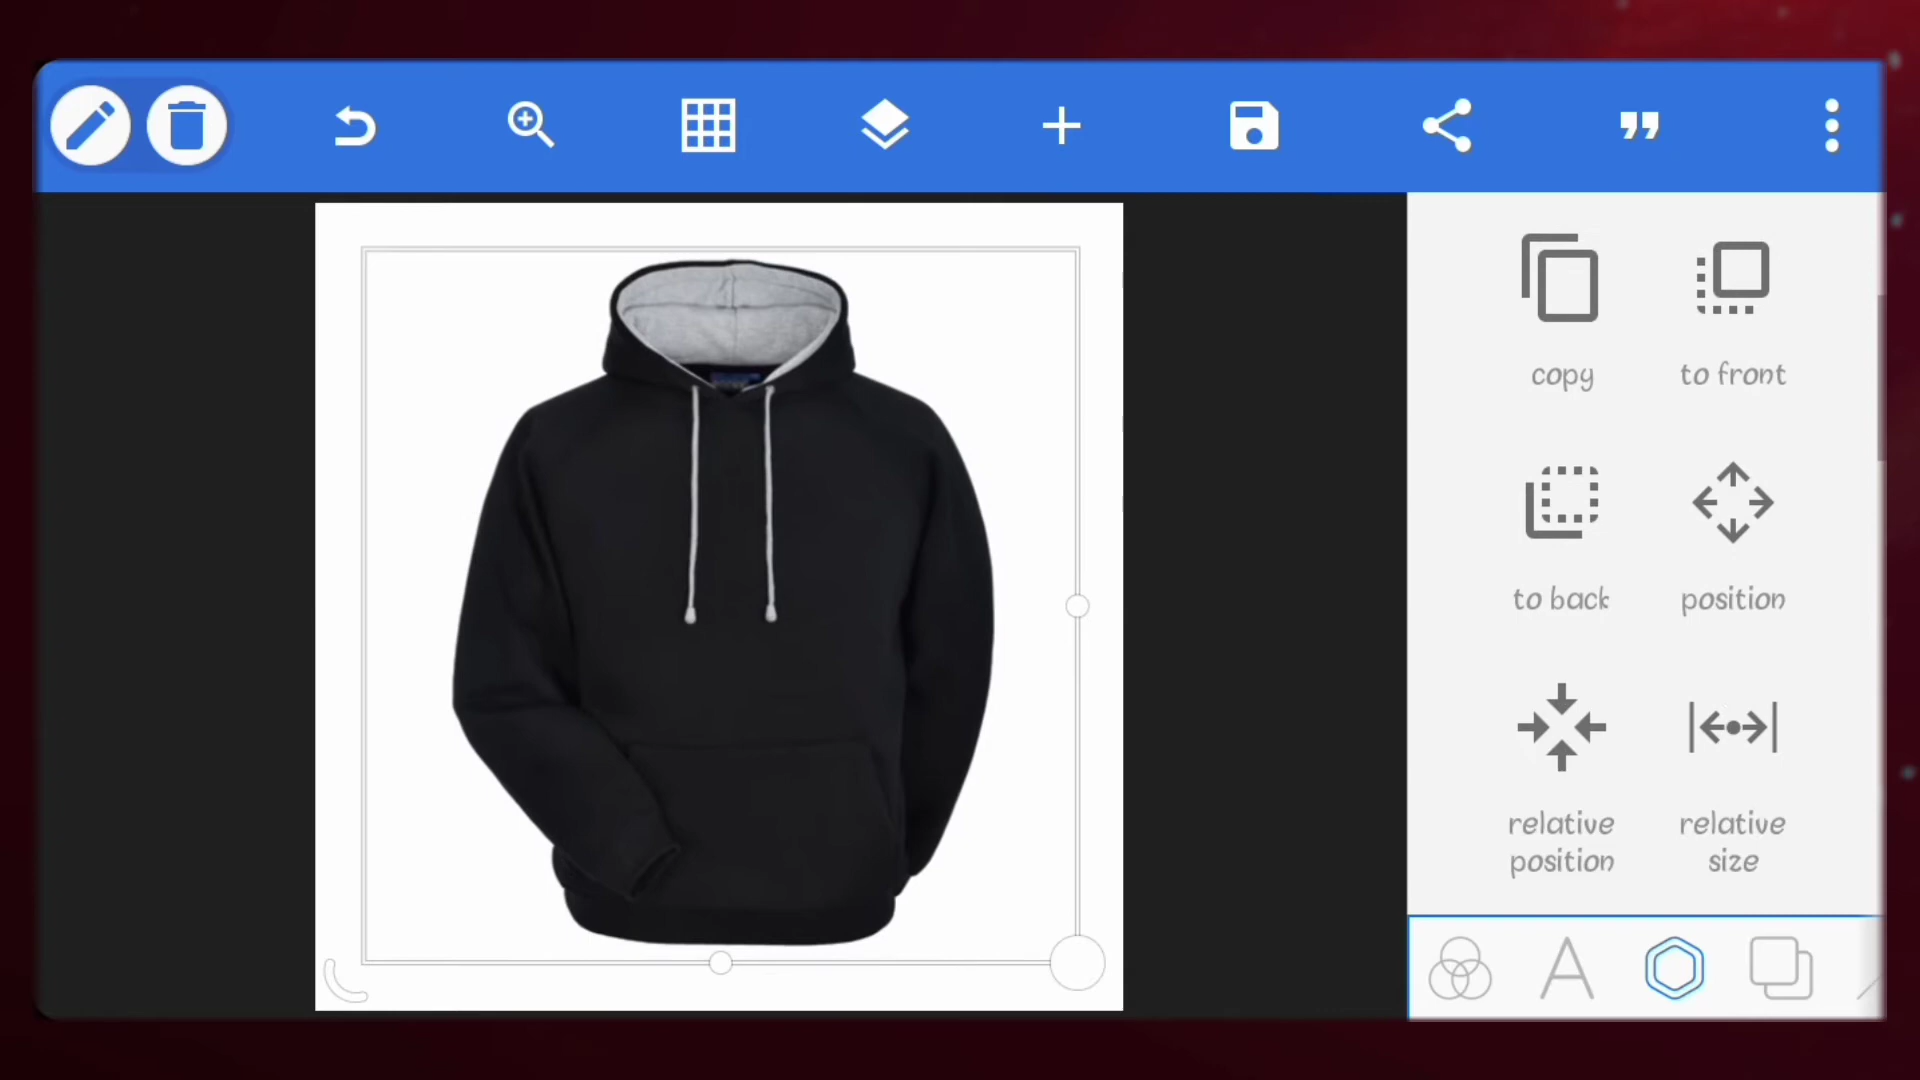 copy
to front
to back
position
relative
position
relative
size